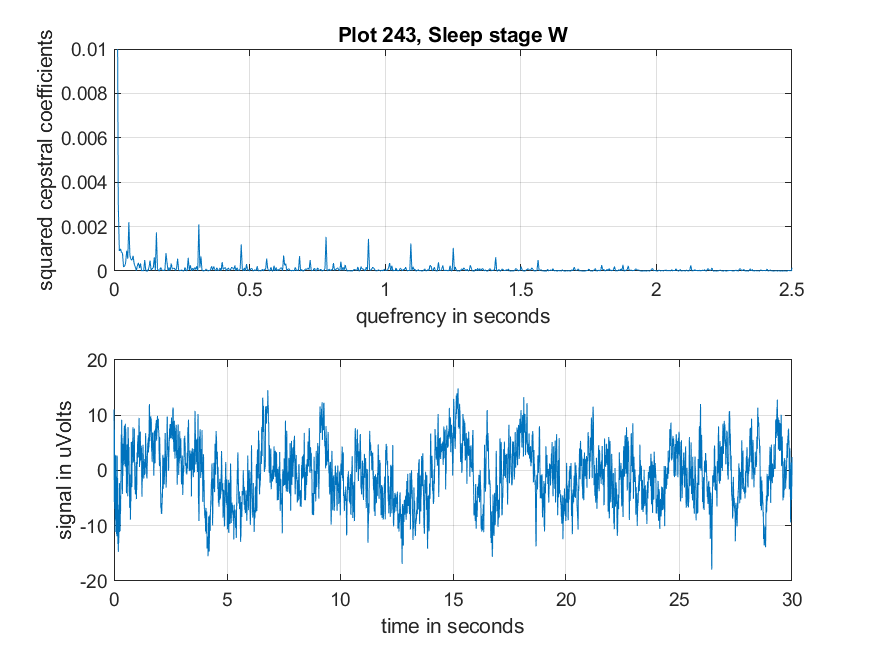 Plot 243, Sleep stage W
squared cepstral coefficients
0.01
0.008
0.006
0.004
0.002
0
0 0.5 1 1.5 2 2.5
quefrency in seconds
signal in uVolts
20
10
0
-10
-20
0 5 10 15 20 25 30
time in seconds